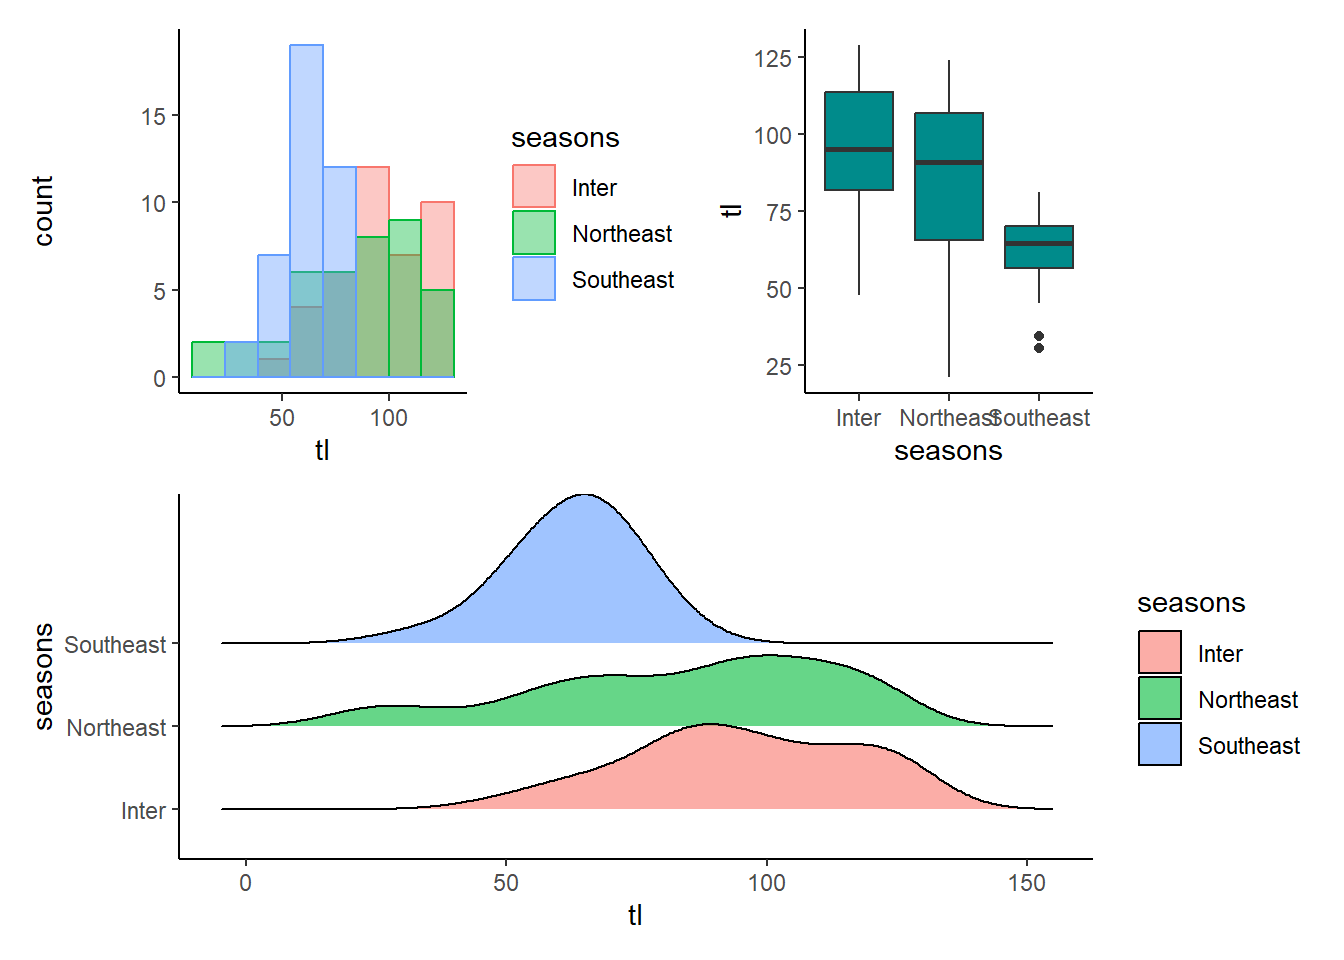 count
15
10
5
0
50 100
tl
seasons
Inter
Northeast
Southeast
tl
125
100
75
50
25
Inter Northeast Southeast
seasons
seasons
Southeast
Northeast
Inter
0 50 100 150
tl
seasons
Inter
Northeast
Southeast